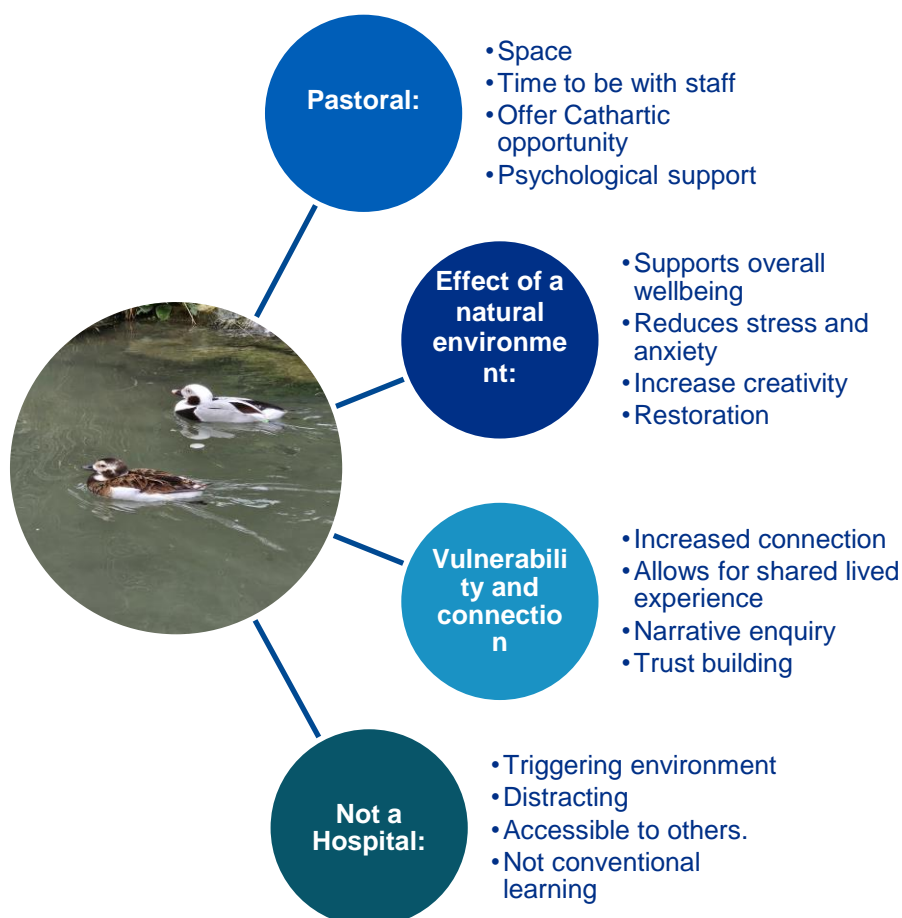 Pastoral:
•Space
•Time to be with staff
•Offer Cathartic
opportunity
•Psychological support
Effect of a
natural
environme
nt:
•Supports overall
wellbeing
•Reduces stress and
anxiety
•Increase creativity
•Restoration
Vulnerabili
ty and
connectio
n
•Increased connection
•Allows for shared lived
experience
•Narrative enquiry
•Trust building
Not a
Hospital:
•Triggering environment
•Distracting
•Accessible to others.
•Not conventional
learning